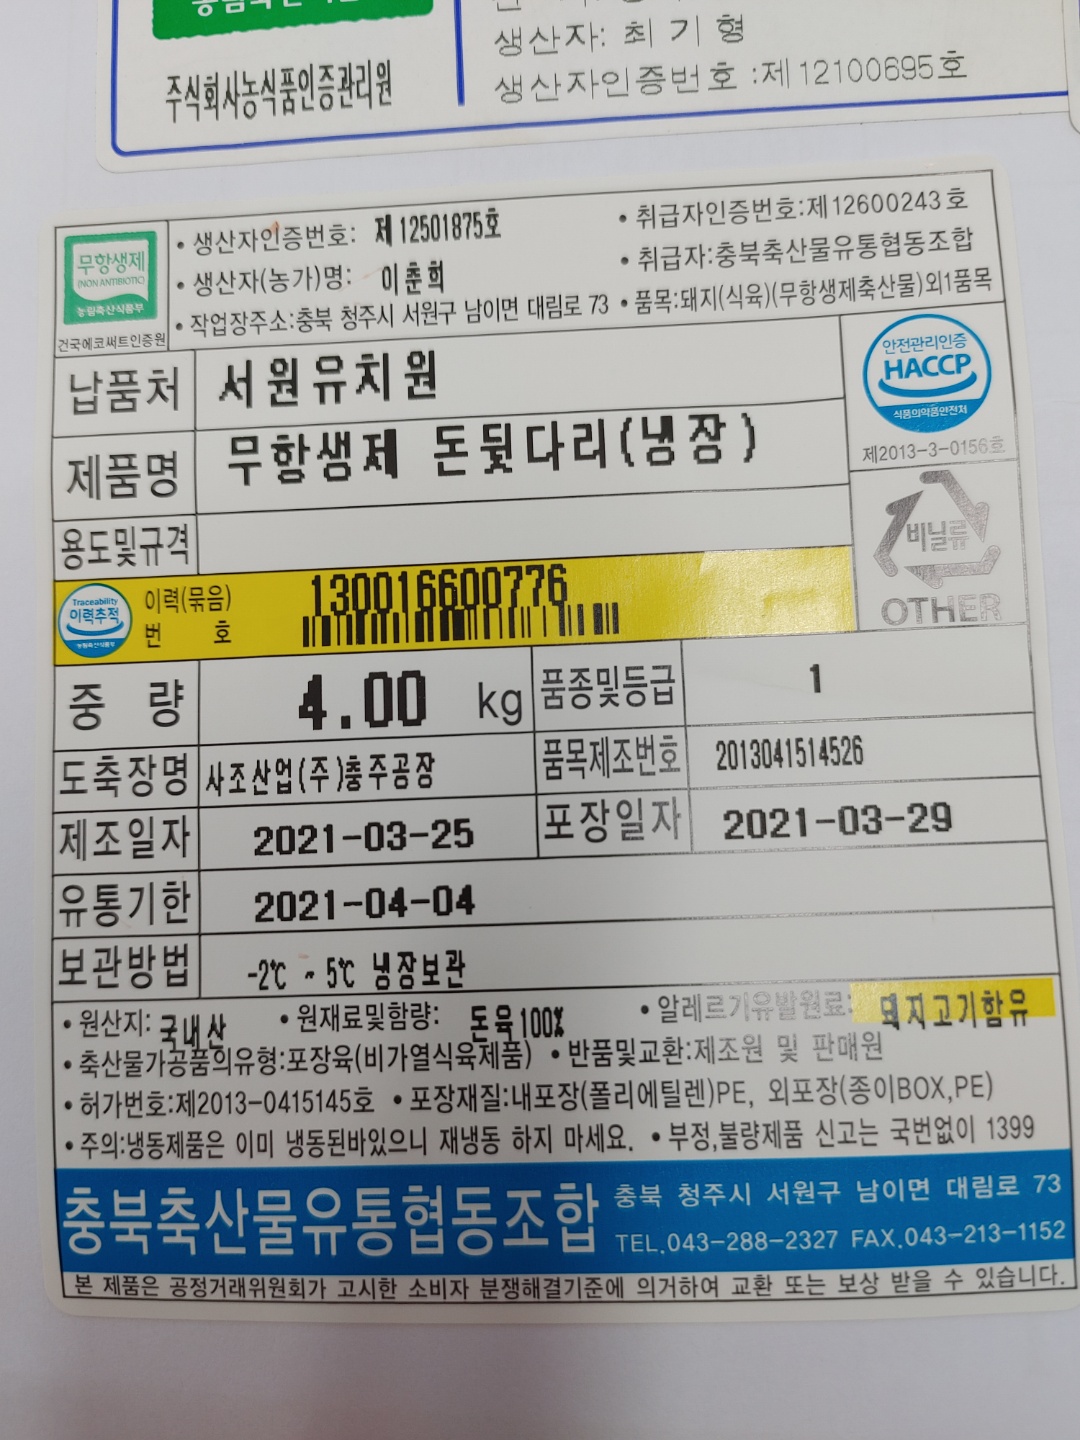 주식회사농식품인증관리원
생산자: 최 기 형
생산자인증번호 :제12100695호
무항생제
(NON ANTIBIOTIC)
농림축산식품부
건국에코써트인증원
• 생산자인증번호: 제12501875호
• 취급자인증번호:제12600243호
• 생산자(농가)명: 이춘희
• 취급자:충북축산물유통협동조합
• 작업장주소:충북 청주시 서원구 남이면 대림로 73
• 품목:돼지(식육)(무항생제축산물)외1품목
납품처 서원유치원
안전관리인증
HACCP
식품의약품안전처
제2013-3-0156호
제품명 무항생제 돈뒷다리(냉장)
용도및규격
비닐류
OTHER
Traceability
이력추적
농림축산식품부
이력(묶음)
번 호
130016600776
중 량 4.00 kg 품종및등급 1
도축장명 사조산업(주)충주공장 품목제조번호 2013041514526
제조일자 2021-03-25 포장일자 2021-03-29
유통기한 2021-04-04
보관방법 -2℃ ~ 5℃ 냉장보관
• 원산지: 국내산 • 원재료및함량: 돈육100% • 알레르기유발원료: 돼지고기함유
• 축산물가공품의유형:포장육(비가열식육제품) • 반품및교환:제조원 및 판매원
• 허가번호:제2013-0415145호 • 포장재질:내포장(폴리에틸렌)PE, 외포장(종이BOX,PE)
• 주의:냉동제품은 이미 냉동된바있으니 재냉동 하지 마세요. • 부정,불량제품 신고는 국번없이 1399
충북축산물유통협동조합
충북 청주시 서원구 남이면 대림로 73
TEL.043-288-2327 FAX.043-213-1152
본 제품은 공정거래위원회가 고시한 소비자 분쟁해결기준에 의거하여 교환 또는 보상 받을 수 있습니다.